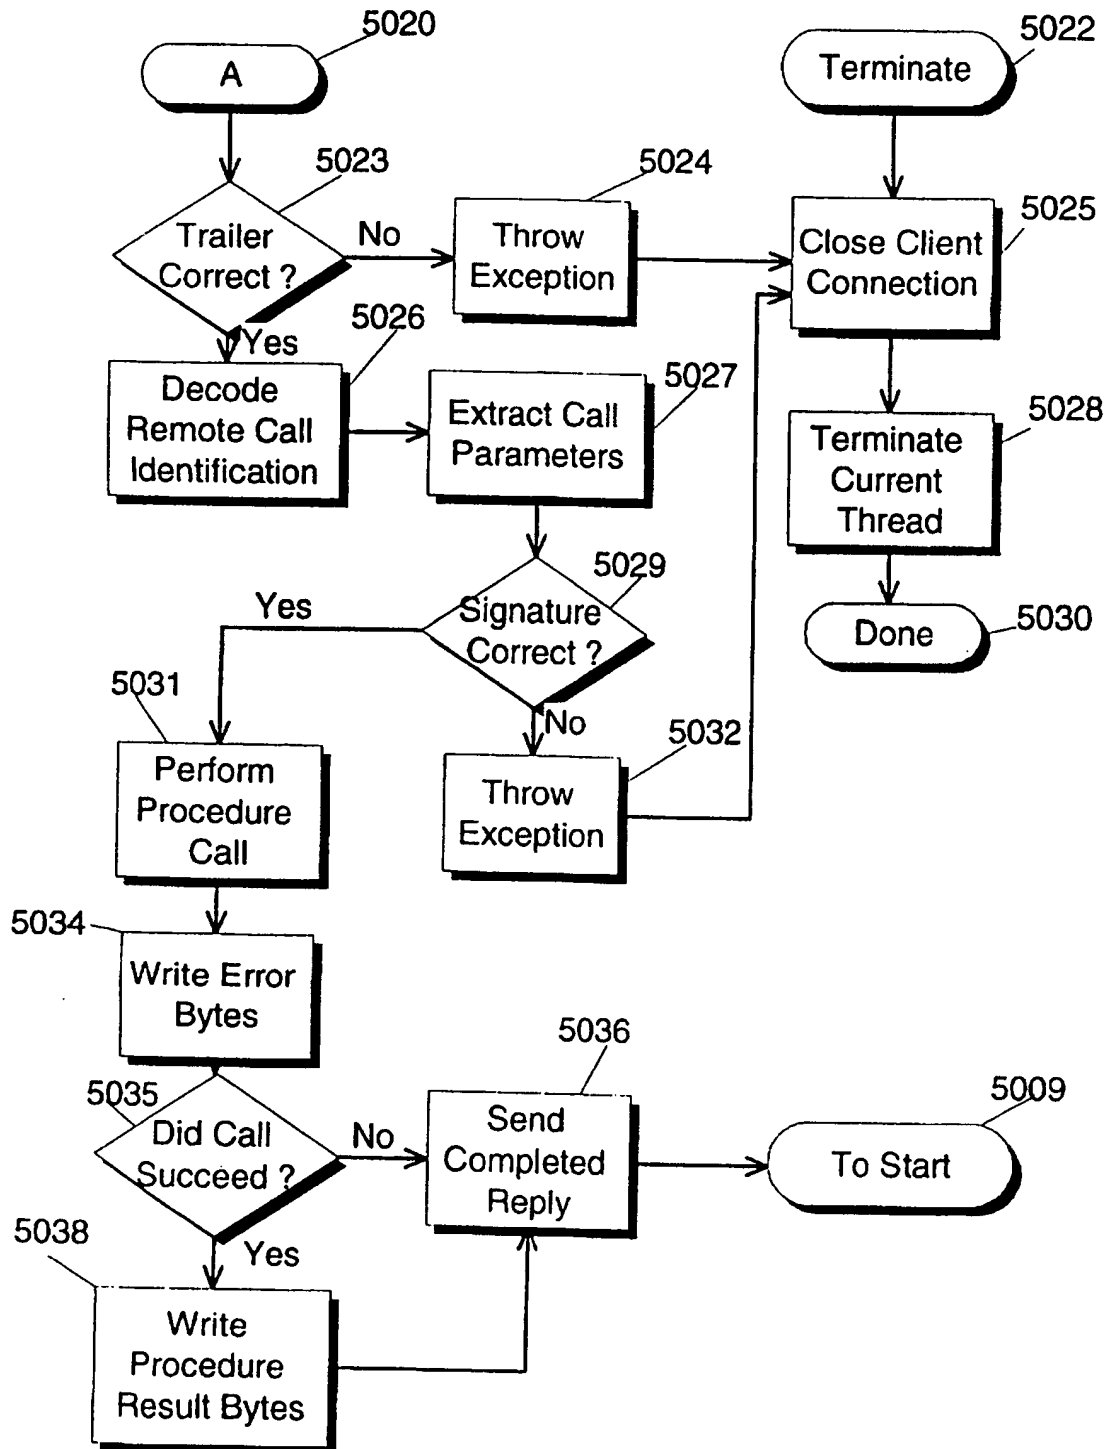 5020
A
5022
Terminate
5023
Trailer
Correct ?
No
5024
Throw
Exception
5025
Close Client
Connection
Yes
5026
Decode
Remote Call
Identification
5027
Extract Call
Parameters
5028
Terminate
Current
Thread
5029
Signature
Correct ?
Yes
No
5030
Done
5031
Perform
Procedure
Call
5032
Throw
Exception
5034
Write Error
Bytes
5035
Did Call
Succeed ?
No
Yes
5036
Send
Completed
Reply
5009
To Start
5038
Write
Procedure
Result Bytes